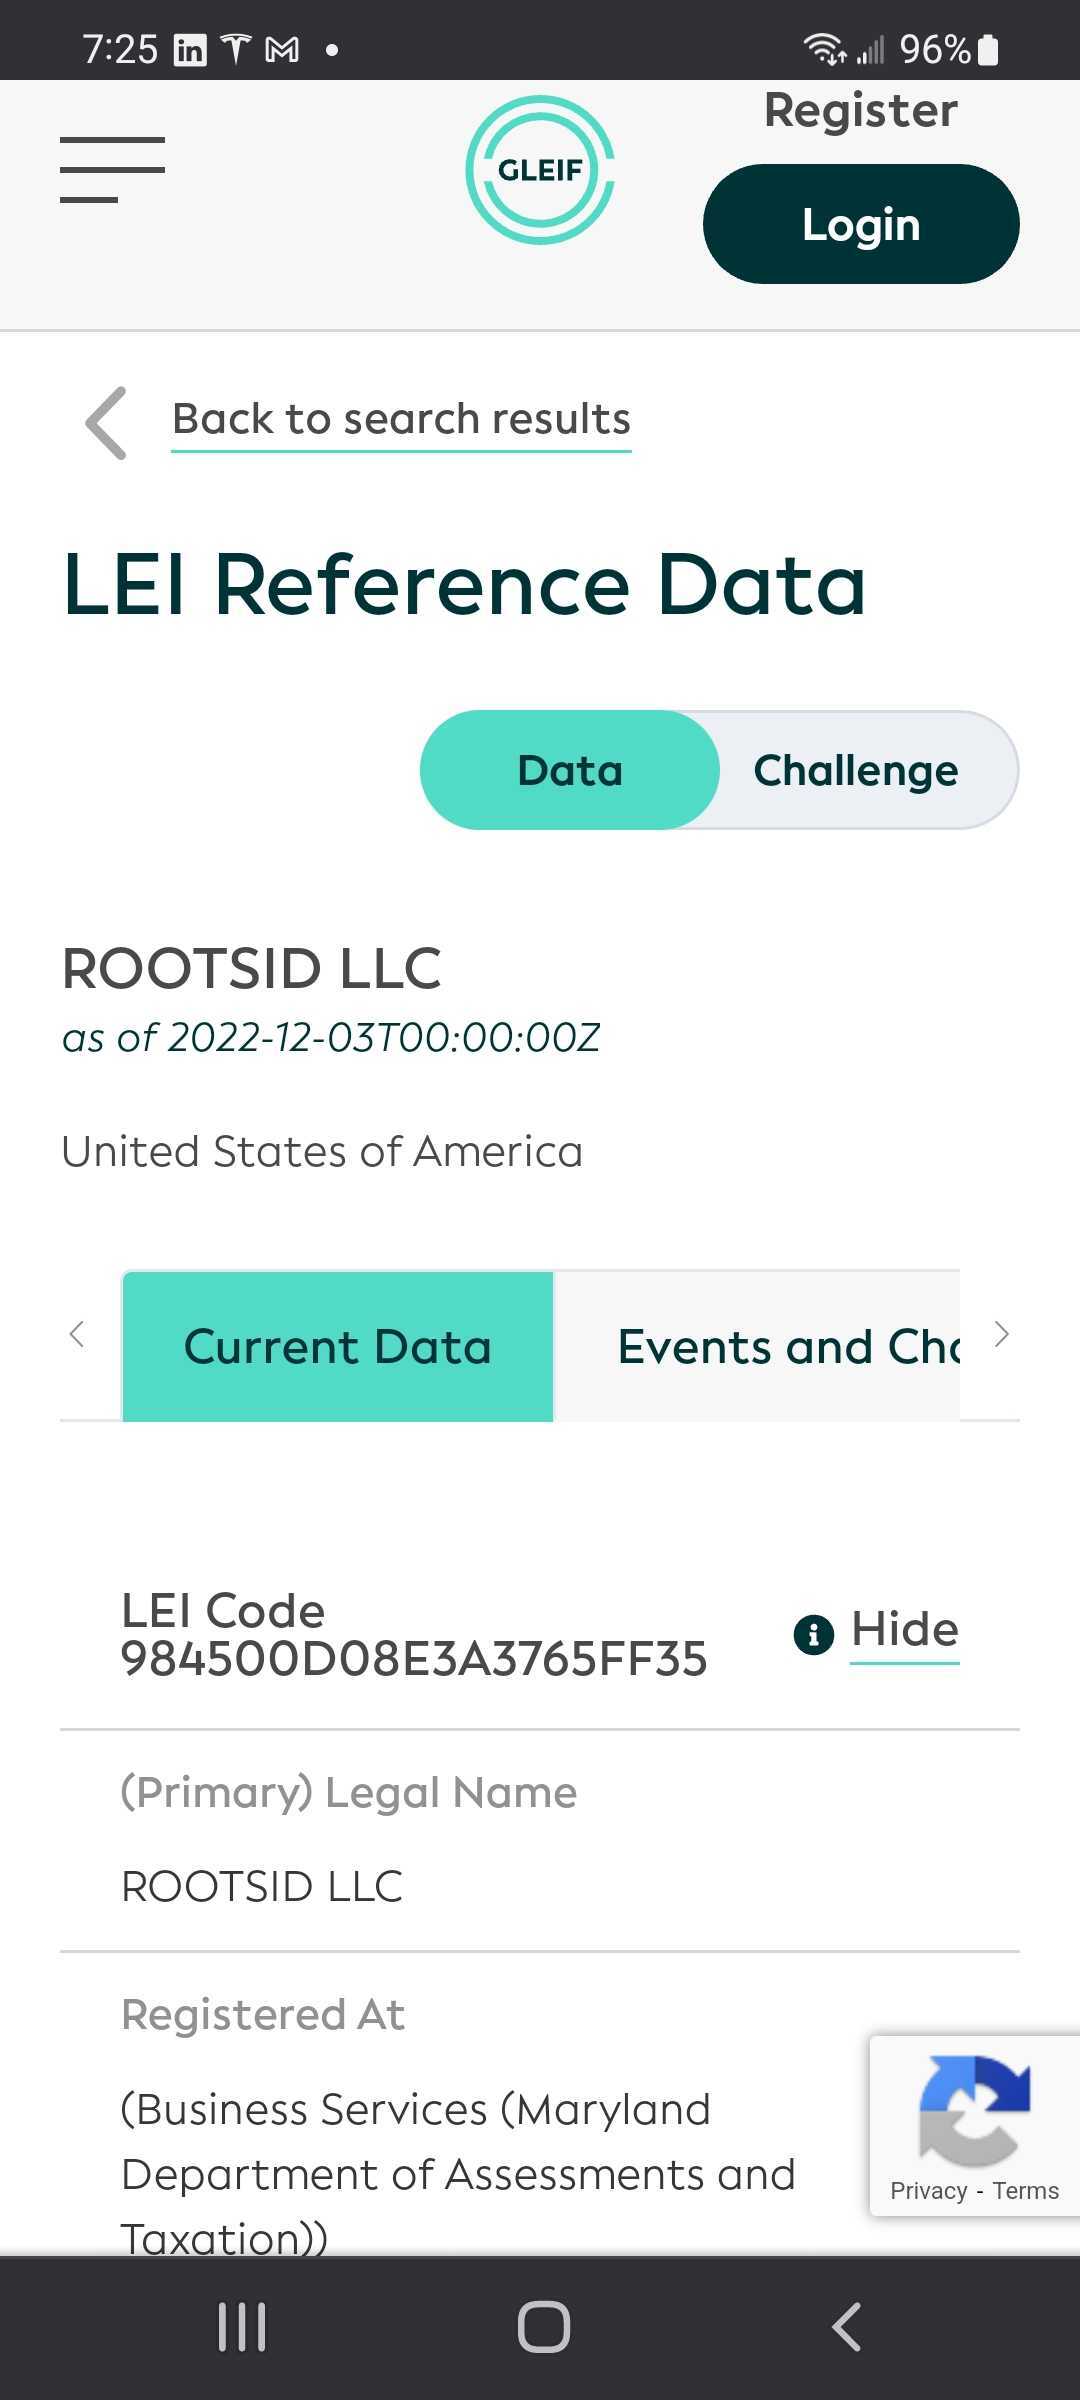 7:25
96%
Register
GLEIF
Login
Back to search results
LEI Reference Data
Data
Challenge
ROOTSID LLC
as of 2022-12-03T00:00:00Z
United States of America
Current Data
Events and Cha
LEI Code
984500D08E3A3765FF35
Hide
(Primary) Legal Name
ROOTSID LLC
Registered At
(Business Services (Maryland
Department of Assessments and
Taxation))
Privacy - Terms